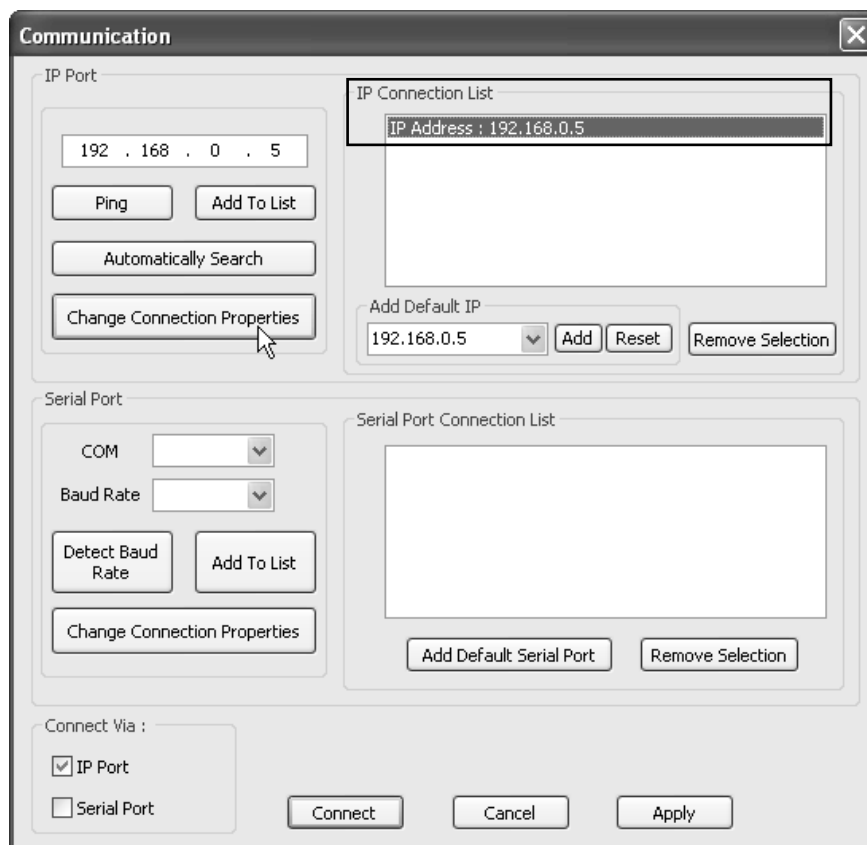 Communication
IP Port
192 . 168 . 0 . 5
Ping
Add To List
Automatically Search
Change Connection Properties
IP Connection List
IP Address : 192.168.0.5
Add Default IP
192.168.0.5
Add
Reset
Remove Selection
Serial Port
COM
Baud Rate
Detect Baud
Rate
Add To List
Change Connection Properties
Serial Port Connection List
Add Default Serial Port
Remove Selection
Connect Via :
IP Port
Serial Port
Connect
Cancel
Apply